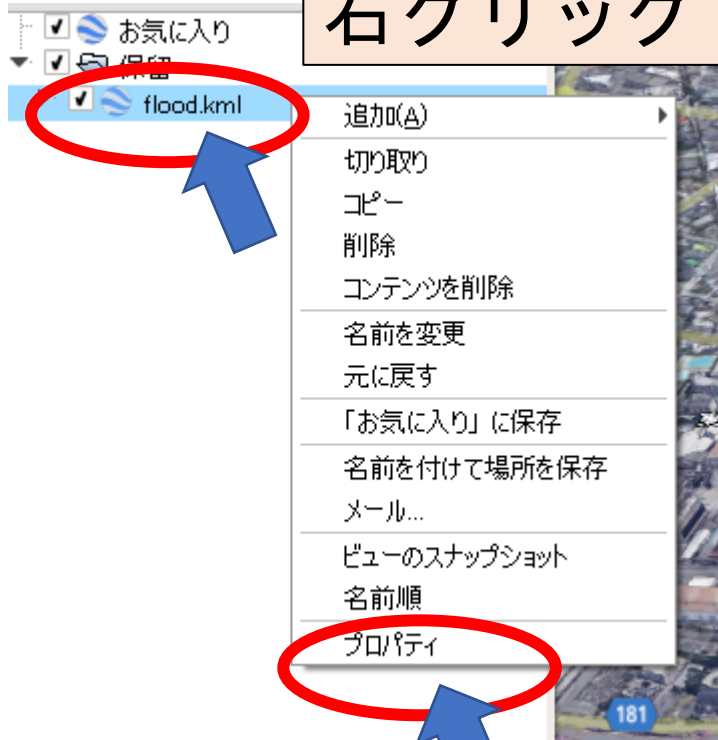 右クリック
お気に入り
保留
flood.kml
追加(A)
切り取り
コピー
削除
コンテンツを削除
名前を変更
元に戻す
「お気に入り」に保存
名前を付けて場所を保存
メール...
ビューのスナップショット
名前順
プロパティ
181